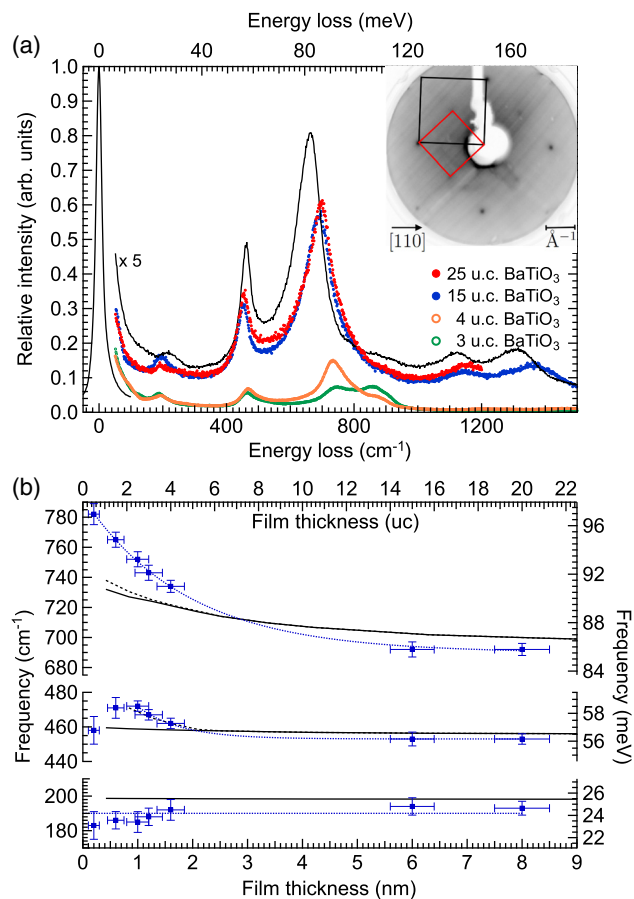 Energy loss (meV)
(a)
0 40 80 120 160
Relative intensity (arb. units)
1.0
0.9
0.8
0.7
0.6
0.5
0.4
0.3
0.2
0.1
0.0
x 5
[110]
Å⁻¹
25 u.c. BaTiO₃
15 u.c. BaTiO₃
4 u.c. BaTiO₃
3 u.c. BaTiO₃
0 400 800 1200
Energy loss (cm⁻¹)
(b)
0 2 4 6 8 10 12 14 16 18 20 22
Film thickness (uc)
Frequency (cm⁻¹)
780
760
740
720
700
680
480
460
440
200
180
Frequency (meV)
96
92
88
86
58
56
26
24
22
0 1 2 3 4 5 6 7 8 9
Film thickness (nm)